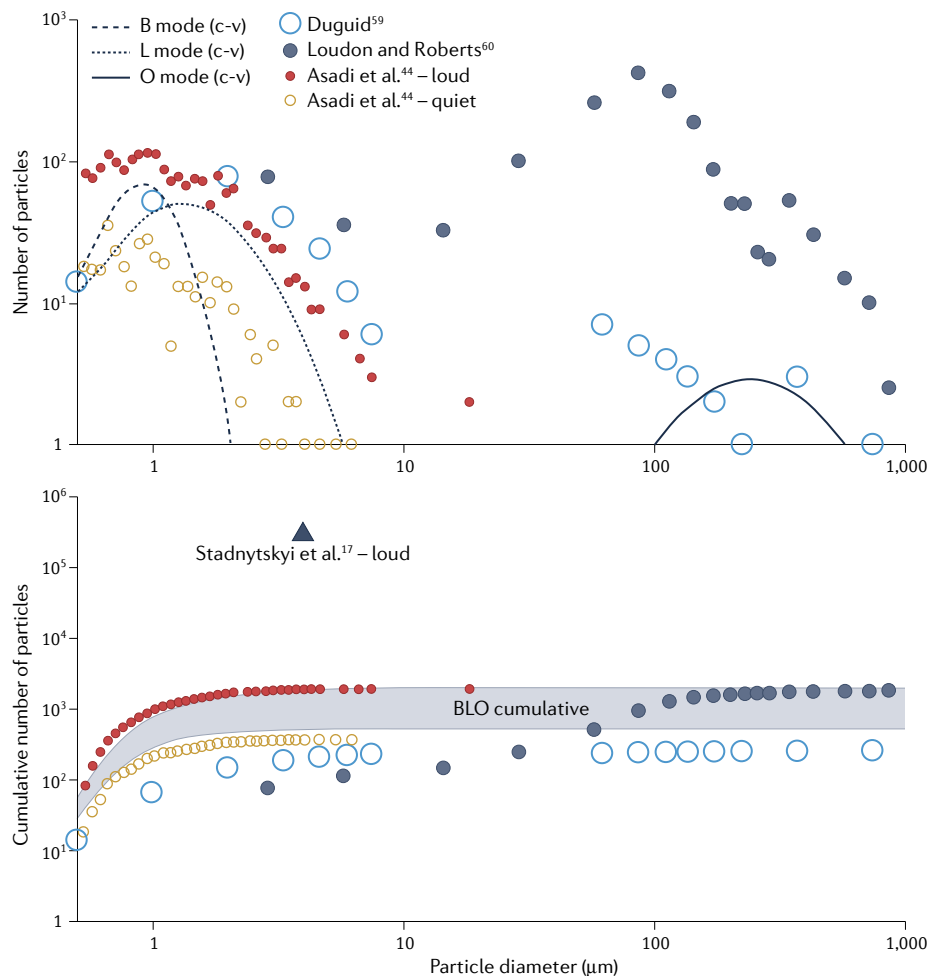 B mode (c-v)
L mode (c-v)
O mode (c-v)
Duguid⁵⁹
Loudon and Roberts⁶⁰
Asadi et al.⁴⁴ – loud
Asadi et al.⁴⁴ – quiet
Number of particles
10³
10²
10¹
1
1
10
100
1,000
Cumulative number of particles
10⁶
10⁵
10⁴
10³
10²
10¹
1
Stadnytskyi et al.¹⁷ – loud
BLO cumulative
1
10
100
1,000
Particle diameter (μm)